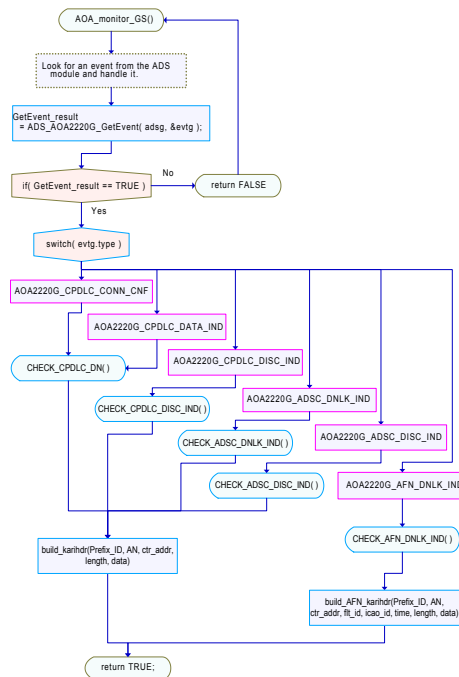 AOA_monitor_GS()
Look for an event from the ADS
module and handle it.
GetEvent_result
= ADS_AOA2220G_GetEvent( adsg, &evtg );
if( GetEvent_result == TRUE )
No
return FALSE
Yes
switch( evtg.type )
AOA2220G_CPDLC_CONN_CNF
AOA2220G_CPDLC_DATA_IND
AOA2220G_CPDLC_DISC_IND
CHECK_CPDLC_DN( )
AOA2220G_ADSC_DNLK_IND
CHECK_CPDLC_DISC_IND( )
AOA2220G_ADSC_DISC_IND
CHECK_ADSC_DNLK_IND( )
CHECK_ADSC_DISC_IND( )
AOA2220G_AFN_DNLK_IND
CHECK_AFN_DNLK_IND( )
build_karihdr(Prefix_ID, AN, ctr_addr,
length, data)
build_AFN_karihdr(Prefix_ID, AN,
ctr_addr, flt_id, icao_id, time, length, data)
return TRUE;